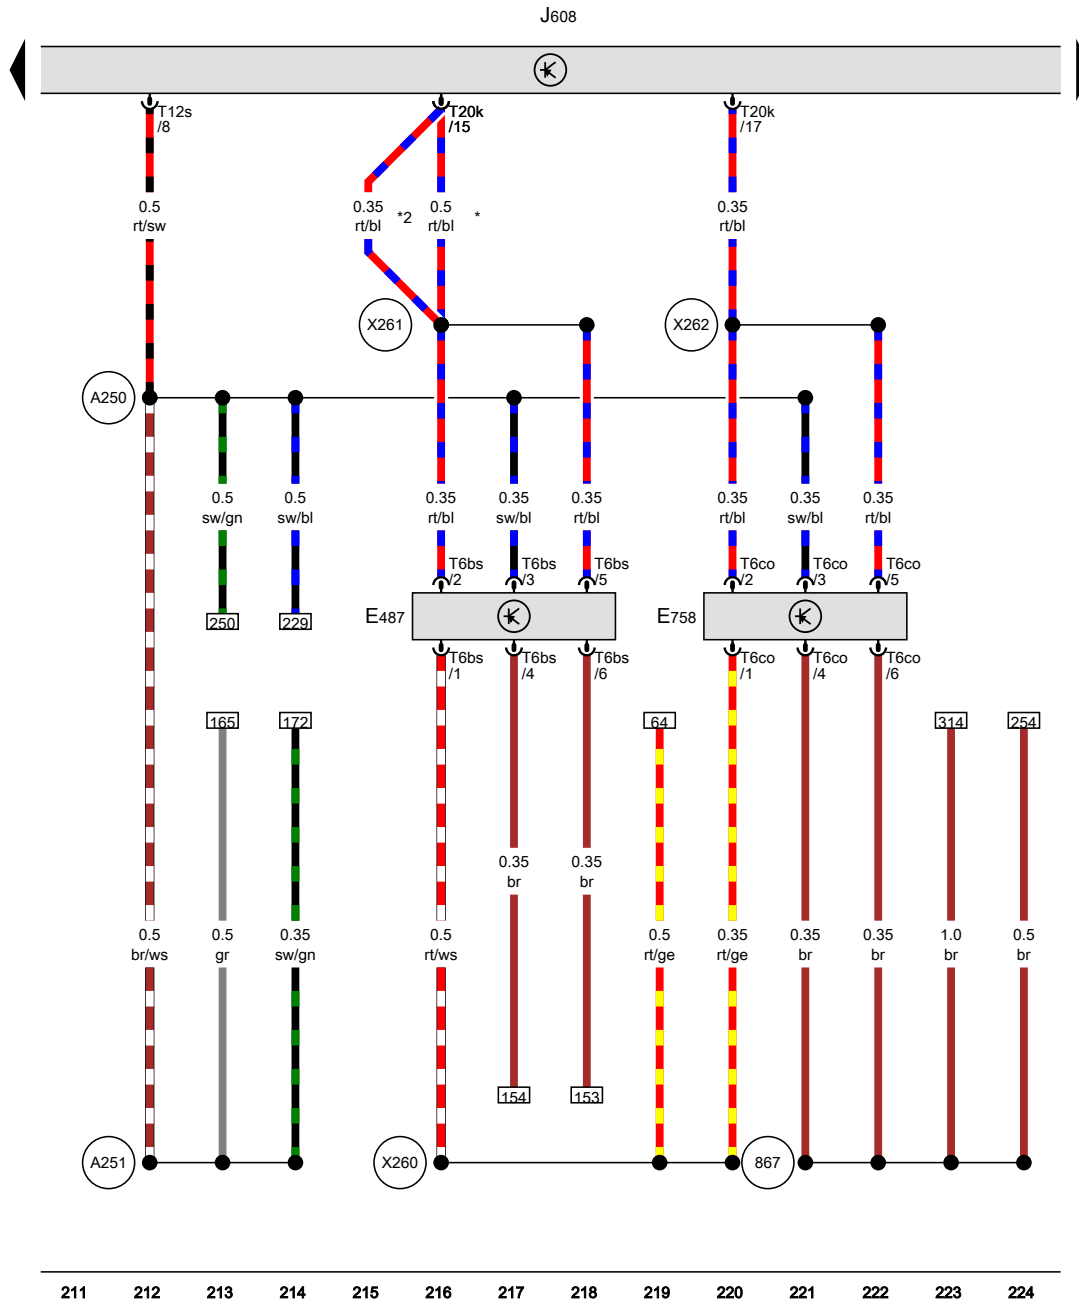 J608
T12s
/8
T20k
/15
T20k
/17
0.5
rt/sw
0.35
rt/bl
*2
0.5
rt/bl
*
0.35
rt/bl
X261
X262
A250
0.5
sw/gn
0.5
sw/bl
0.35
rt/bl
0.35
sw/bl
0.35
rt/bl
0.35
rt/bl
0.35
sw/bl
0.35
rt/bl
T6bs
/2
T6bs
/3
T6bs
/5
T6co
/2
T6co
/3
T6co
/5
250
229
E487
E758
T6bs
/1
T6bs
/4
T6bs
/6
T6co
/1
T6co
/4
T6co
/6
165
172
64
314
254
0.35
br
0.35
br
0.5
br/ws
0.5
gr
0.35
sw/gn
0.5
rt/ws
0.5
rt/ge
0.35
rt/ge
0.35
br
0.35
br
1.0
br
0.5
br
154
153
A251
X260
867
211 212 213 214 215 216 217 218 219 220 221 222 223 224